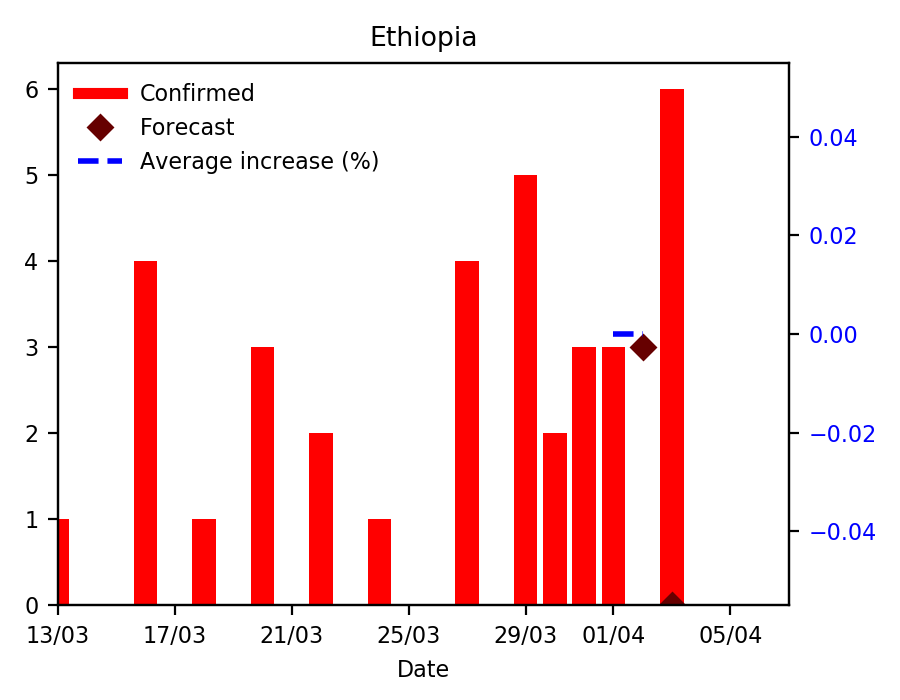 Ethiopia
Confirmed
Forecast
Average increase (%)
6
5
4
3
2
1
0
0.04
0.02
0.00
−0.02
−0.04
13/03 17/03 21/03 25/03 29/03 01/04 05/04
Date